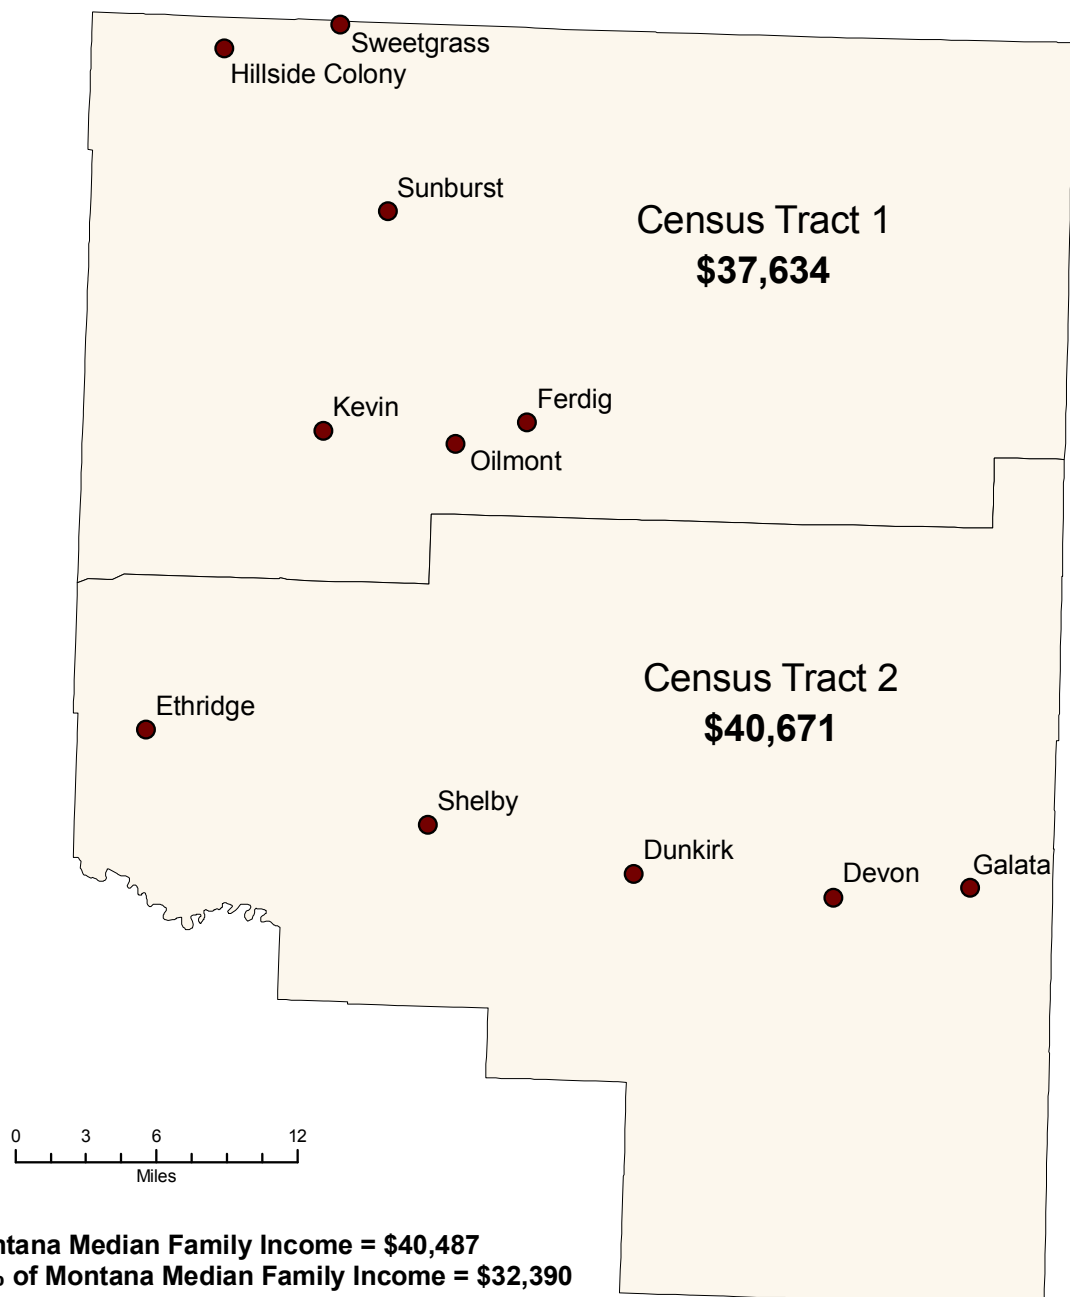 Sweetgrass
Hillside Colony
Sunburst
Census Tract 1
$37,634
Ferdig
Kevin
Oilmont
Census Tract 2
$40,671
Ethridge
Shelby
Dunkirk
Devon
Galata
0 3 6 12
Miles
Median Family Income = $40,487
of Montana Median Family Income = $32,390